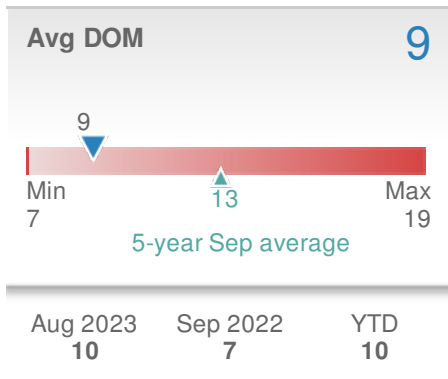 Avg DOM 9
9
Min Max
7 13 19
5-year Sep average
Aug 2023 Sep 2022 YTD
10 7 10